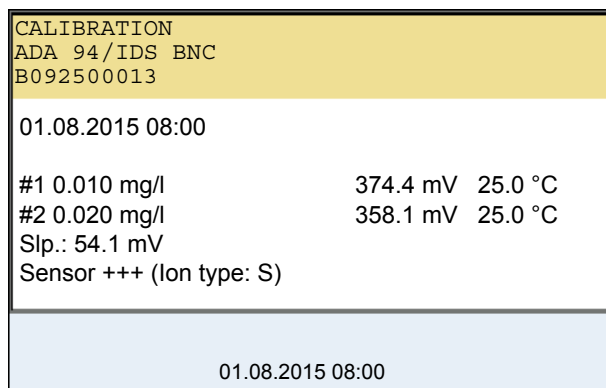 CALIBRATION
ADA 94/IDS BNC
B092500013
01.08.2015 08:00
#1 0.010 mg/l 374.4 mV 25.0 °C
#2 0.020 mg/l 358.1 mV 25.0 °C
Slp.: 54.1 mV
Sensor +++ (Ion type: S)
01.08.2015 08:00